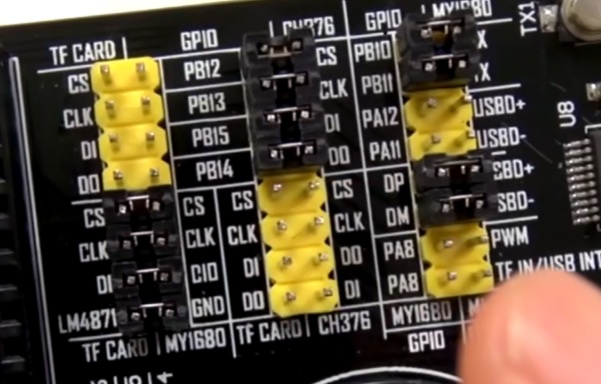 TF CARD | GPIO CH376 GPIO MY1680 TX1
CS PB12 CS PB10 X
CLK PB13 CLK PB11 X
DI PB15 DI PA12 USBD+
DO PB14 DO PA11 USBD-
CS CS CS CS DP SBD+
CLK CLK CLK CLK DM SBD-
DI CIO DI DO PA8 PWM
LM4871 GND DO DI PA8 TF IN/USB INT
TF CARD | MY1680 TF CARD | CH376 MY1680
GPIO
U8